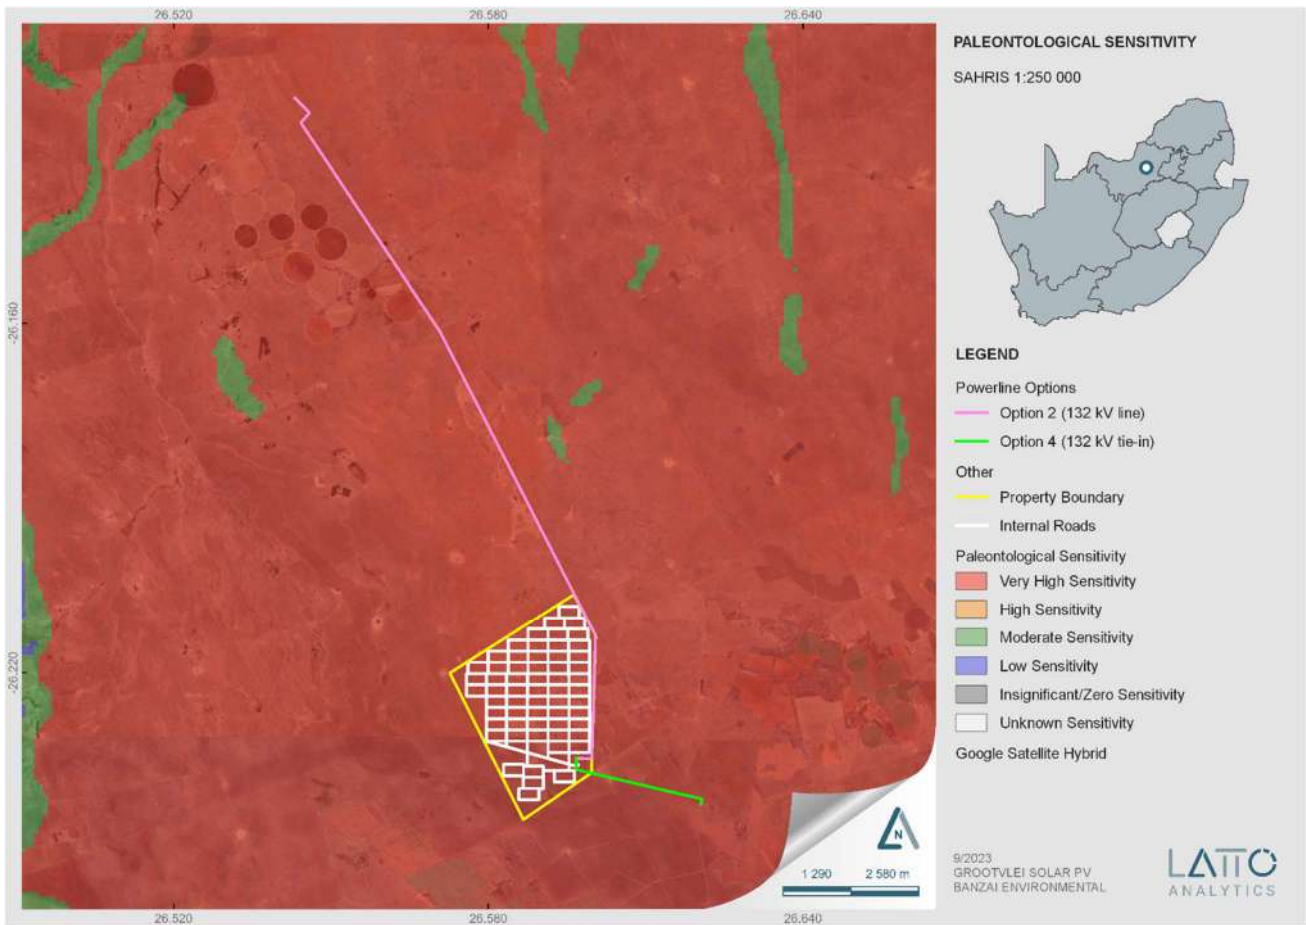 26.520 26.580 26.640
PALEONTOLOGICAL SENSITIVITY
SAHRIS 1:250 000
-26.160
-26.220
LEGEND
Powerline Options
Option 2 (132 kV line)
Option 4 (132 kV tie-in)
Other
Property Boundary
Internal Roads
Paleontological Sensitivity
Very High Sensitivity
High Sensitivity
Moderate Sensitivity
Low Sensitivity
Insignificant/Zero Sensitivity
Unknown Sensitivity
Google Satellite Hybrid
N
1 290 2 580 m
9/2023
GROOTVLEI SOLAR PV
BANZAI ENVIRONMENTAL
LATTO
ANALYTICS
26.520 26.580 26.640